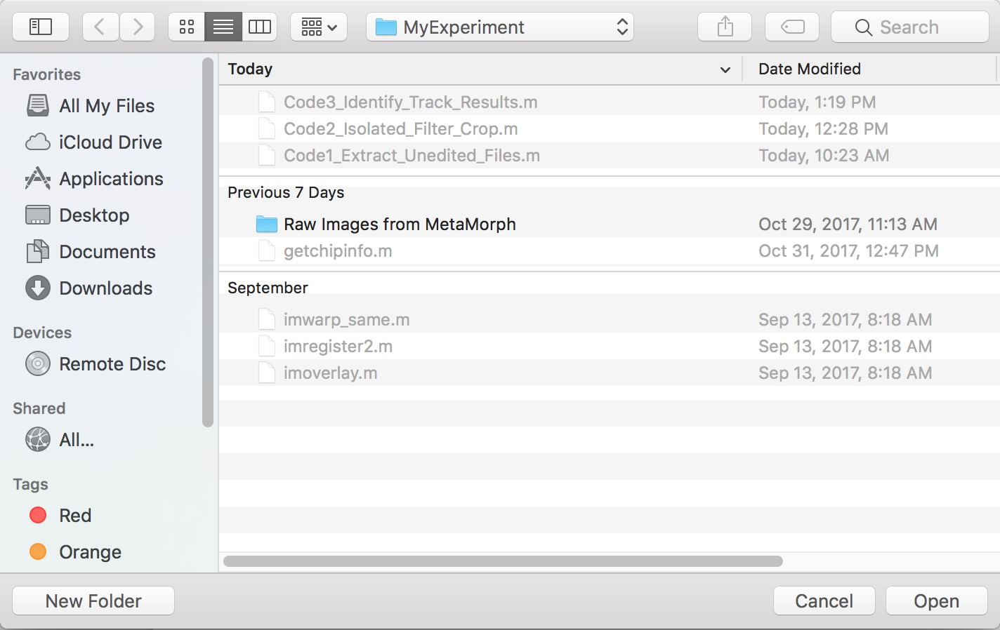 MyExperiment
Search
Favorites
All My Files
iCloud Drive
Applications
Desktop
Documents
Downloads
Devices
Remote Disc
Shared
All...
Tags
Red
Orange
Today Date Modified
Code3_Identify_Track_Results.m Today, 1:19 PM
Code2_Isolated_Filter_Crop.m Today, 12:28 PM
Code1_Extract_Unedited_Files.m Today, 10:23 AM
Previous 7 Days
Raw Images from MetaMorph Oct 29, 2017, 11:13 AM
getchipinfo.m Oct 31, 2017, 12:47 PM
September
imwarp_same.m Sep 13, 2017, 8:18 AM
imregister2.m Sep 13, 2017, 8:18 AM
imoverlay.m Sep 13, 2017, 8:18 AM
New Folder
Cancel
Open